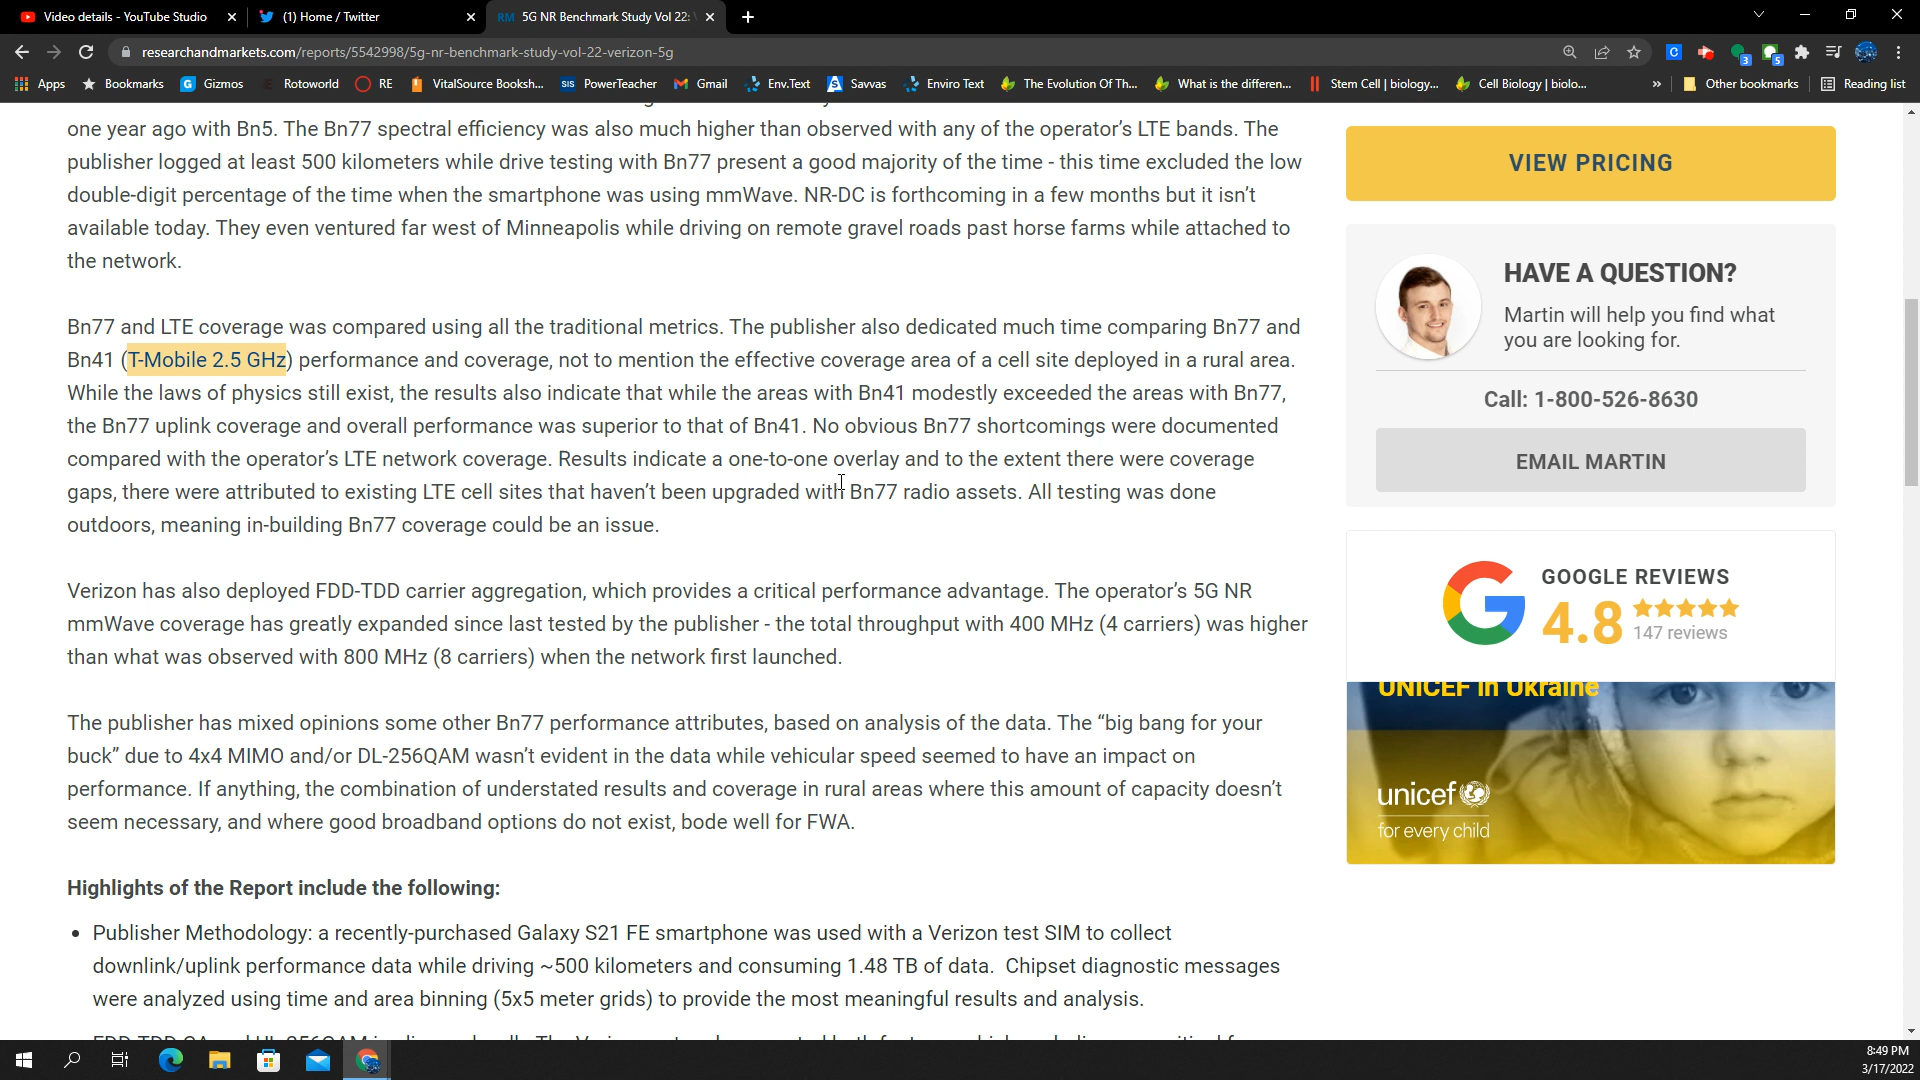 Video details - YouTube Studio
(1) Home / Twitter
RM 5G NR Benchmark Study Vol 22:
researchandmarkets.com/reports/5542998/5g-nr-benchmark-study-vol-22-verizon-5g
Apps Bookmarks Gizmos Rotoworld RE VitalSource Booksh... PowerTeacher Gmail Env.Text Savvas Enviro Text The Evolution Of Th... What is the differen... Stem Cell | biology... Cell Biology | biolo... » Other bookmarks Reading list
one year ago with Bn5. The Bn77 spectral efficiency was also much higher than observed with any of the operator's LTE bands. The
publisher logged at least 500 kilometers while drive testing with Bn77 present a good majority of the time - this time excluded the low
double-digit percentage of the time when the smartphone was using mmWave. NR-DC is forthcoming in a few months but it isn't
available today. They even ventured far west of Minneapolis while driving on remote gravel roads past horse farms while attached to
the network.
Bn77 and LTE coverage was compared using all the traditional metrics. The publisher also dedicated much time comparing Bn77 and
Bn41 (T-Mobile 2.5 GHz) performance and coverage, not to mention the effective coverage area of a cell site deployed in a rural area.
While the laws of physics still exist, the results also indicate that while the areas with Bn41 modestly exceeded the areas with Bn77,
the Bn77 uplink coverage and overall performance was superior to that of Bn41. No obvious Bn77 shortcomings were documented
compared with the operator's LTE network coverage. Results indicate a one-to-one overlay and to the extent there were coverage
gaps, there were attributed to existing LTE cell sites that haven't been upgraded with Bn77 radio assets. All testing was done
outdoors, meaning in-building Bn77 coverage could be an issue.
Verizon has also deployed FDD-TDD carrier aggregation, which provides a critical performance advantage. The operator's 5G NR
mmWave coverage has greatly expanded since last tested by the publisher - the total throughput with 400 MHz (4 carriers) was higher
than what was observed with 800 MHz (8 carriers) when the network first launched.
The publisher has mixed opinions some other Bn77 performance attributes, based on analysis of the data. The “big bang for your
buck” due to 4x4 MIMO and/or DL-256QAM wasn't evident in the data while vehicular speed seemed to have an impact on
performance. If anything, the combination of understated results and coverage in rural areas where this amount of capacity doesn't
seem necessary, and where good broadband options do not exist, bode well for FWA.
Highlights of the Report include the following:
• Publisher Methodology: a recently-purchased Galaxy S21 FE smartphone was used with a Verizon test SIM to collect
downlink/uplink performance data while driving ~500 kilometers and consuming 1.48 TB of data. Chipset diagnostic messages
were analyzed using time and area binning (5x5 meter grids) to provide the most meaningful results and analysis.
VIEW PRICING
HAVE A QUESTION?
Martin will help you find what
you are looking for.
Call: 1-800-526-8630
EMAIL MARTIN
GOOGLE REVIEWS
4.8
147 reviews
UNICEF in Ukraine
unicef
for every child
8:49 PM
3/17/2022